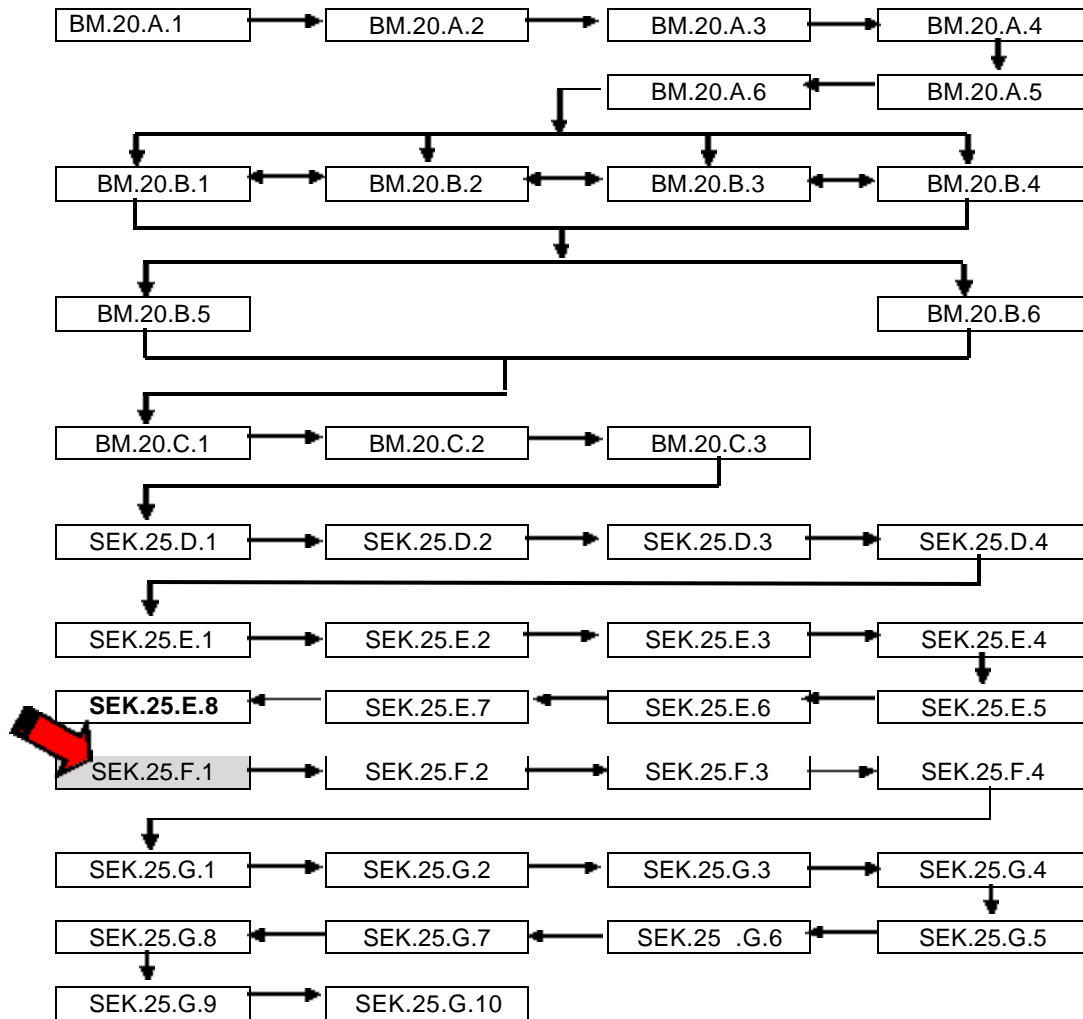 BM.20.A.1 BM.20.A.2 BM.20.A.3 BM.20.A.4
BM.20.A.6 BM.20.A.5
BM.20.B.1 BM.20.B.2 BM.20.B.3 BM.20.B.4
BM.20.B.5 BM.20.B.6
BM.20.C.1 BM.20.C.2 BM.20.C.3
SEK.25.D.1 SEK.25.D.2 SEK.25.D.3 SEK.25.D.4
SEK.25.E.1 SEK.25.E.2 SEK.25.E.3 SEK.25.E.4
SEK.25.E.8 SEK.25.E.7 SEK.25.E.6 SEK.25.E.5
SEK.25.F.1 SEK.25.F.2 SEK.25.F.3 SEK.25.F.4
SEK.25.G.1 SEK.25.G.2 SEK.25.G.3 SEK.25.G.4
SEK.25.G.8 SEK.25.G.7 SEK.25 .G.6 SEK.25.G.5
SEK.25.G.9 SEK.25.G.10